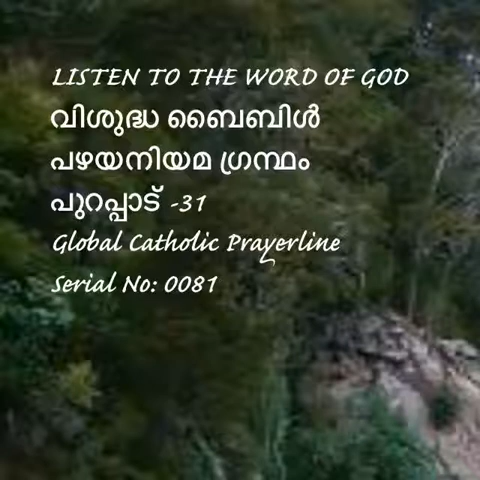 LISTEN TO THE WORD OF GOD
വിശുദ്ധ ബൈബിൾ
പഴയനിയമ ഗ്രന്ഥം
പുറപ്പാട് -31
Global Catholic Prayerline
Serial No: 0081